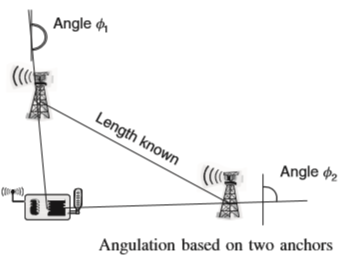 Angle ϕ₁
Length known
Angle ϕ₂
Angulation based on two anchors